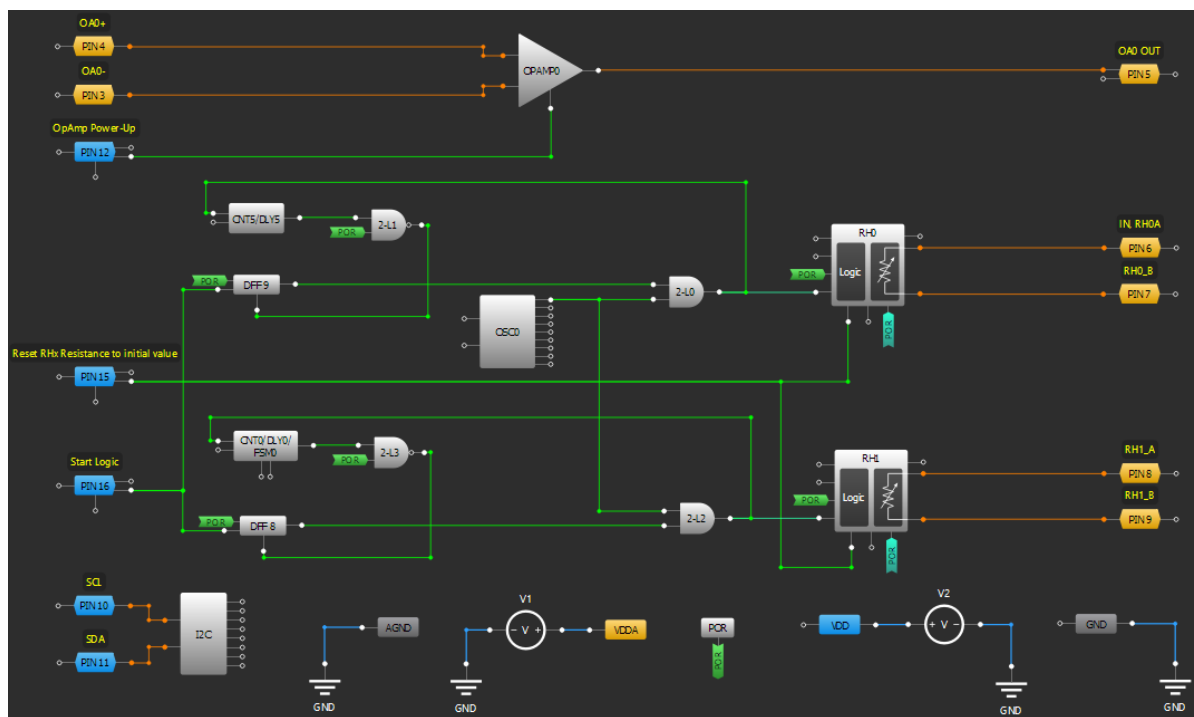 OA0+
PIN 4
OA0-
PIN 3
OPAMP0
OA0 OUT
PIN 5
OpAmp Power-Up
PIN 12
CNT5/DLY5
POR
2-L1
POR
DFF 9
OSC0
2-L0
POR
RH0
Logic
POR
IN, RH0A
PIN 6
RH0_B
PIN 7
Reset RHx Resistance to initial value
PIN 15
Start Logic
PIN 16
CNT0/DLY0/
FSM0
POR
2-L3
POR
DFF 8
2-L2
POR
RH1
Logic
POR
RH1_A
PIN 8
RH1_B
PIN 9
SCL
PIN 10
SDA
PIN 11
I2C
AGND
GND
V1
− V +
VDDA
GND
POR
POR
VDD
V2
+ V −
GND
GND
GND